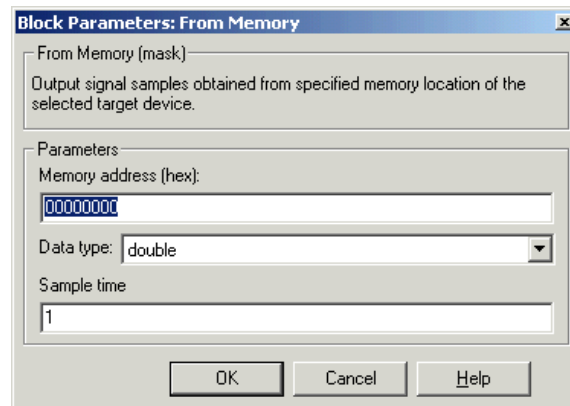 Block Parameters: From Memory
From Memory (mask)
Output signal samples obtained from specified memory location of the
selected target device.
Parameters
Memory address (hex):
00000000
Data type: double
Sample time
1
OK Cancel Help